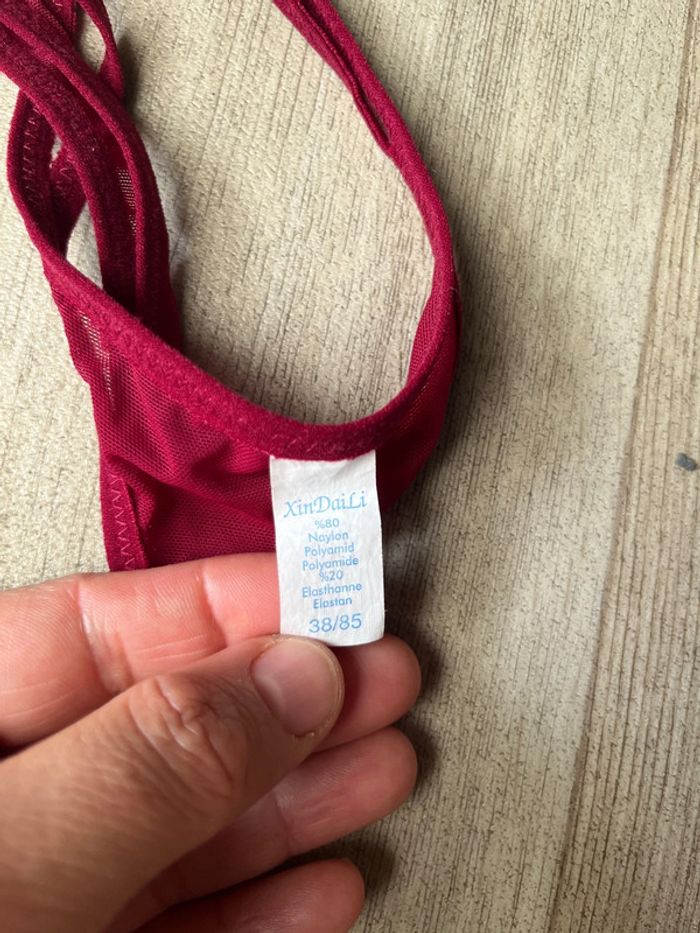 XinDaiLi
%80
Naylon
Polyamid
Polyamide
%20
Elasthanne
Elastan
38/85